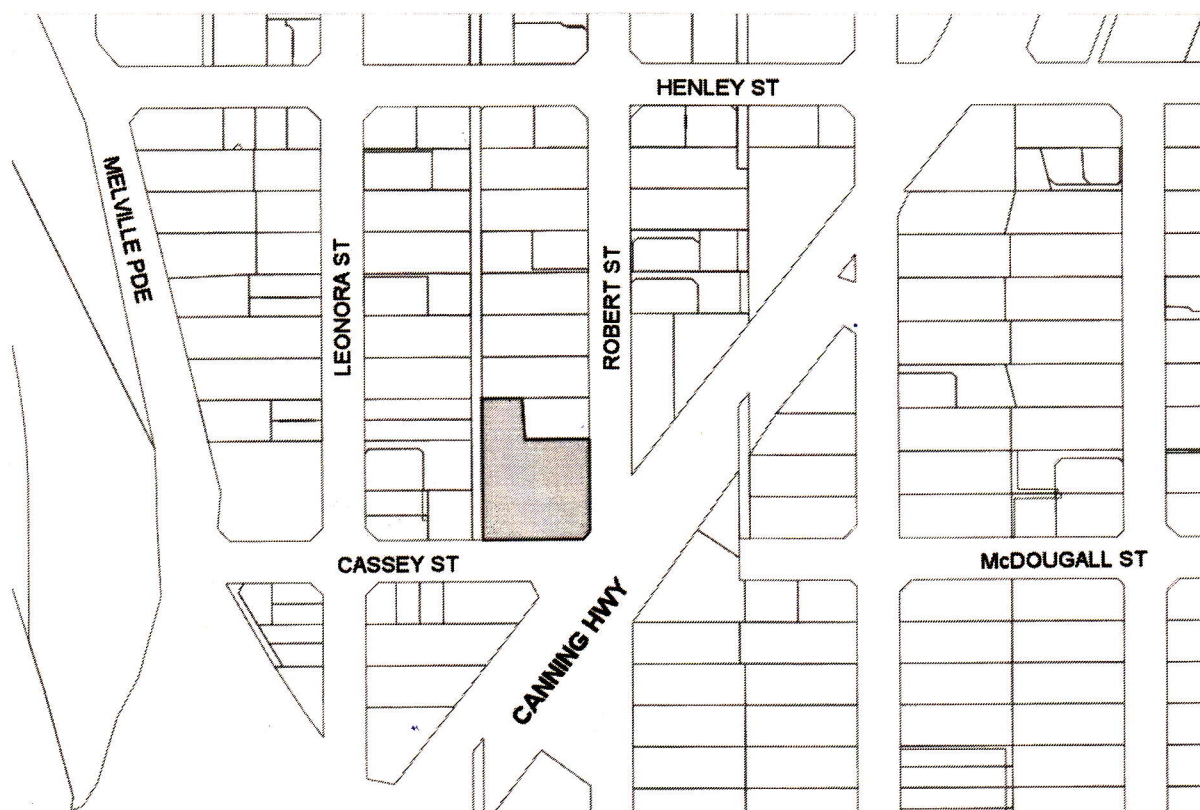 HENLEY ST
MELVILLE PDE
LEONORA ST
ROBERT ST
CASSEY ST
CANNING HWY
McDOUGALL ST